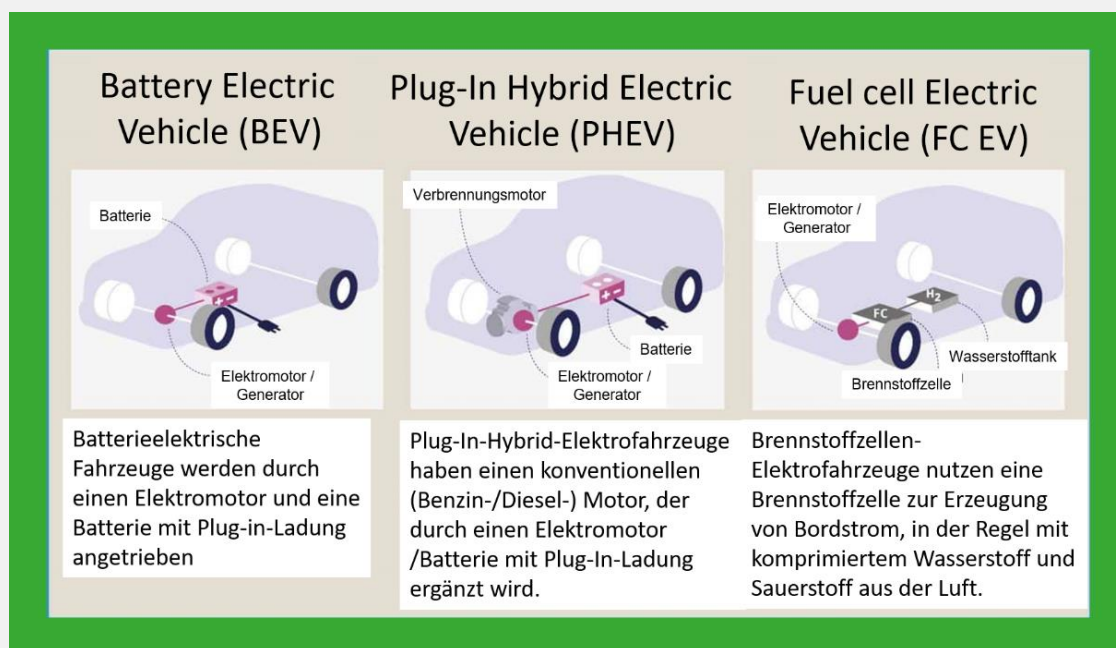 Battery Electric
Vehicle (BEV)
Batterie
+ -
Elektromotor /
Generator
Batterieelektrische
Fahrzeuge werden durch
einen Elektromotor und eine
Batterie mit Plug-in-Ladung
angetrieben
Plug-In Hybrid Electric
Vehicle (PHEV)
Verbrennungsmotor
+ -
Batterie
Elektromotor /
Generator
Plug-In-Hybrid-Elektrofahrzeuge
haben einen konventionellen
(Benzin-/Diesel-) Motor, der
durch einen Elektromotor
/Batterie mit Plug-In-Ladung
ergänzt wird.
Fuel cell Electric
Vehicle (FC EV)
Elektromotor /
Generator
H2
FC
Wasserstofftank
Brennstoffzelle
Brennstoffzellen-
Elektrofahrzeuge nutzen eine
Brennstoffzelle zur Erzeugung
von Bordstrom, in der Regel mit
komprimiertem Wasserstoff und
Sauerstoff aus der Luft.